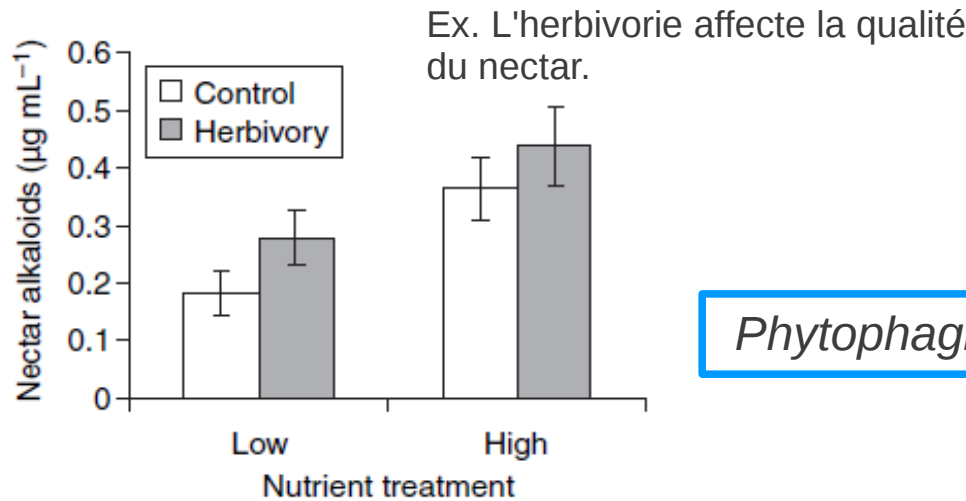 Ex. L'herbivorie affecte la qualité
du nectar.
Nectar alkaloids (µg mL⁻¹)
0.6
0.5
0.4
0.3
0.2
0.1
0
Control
Herbivory
Low
High
Nutrient treatment